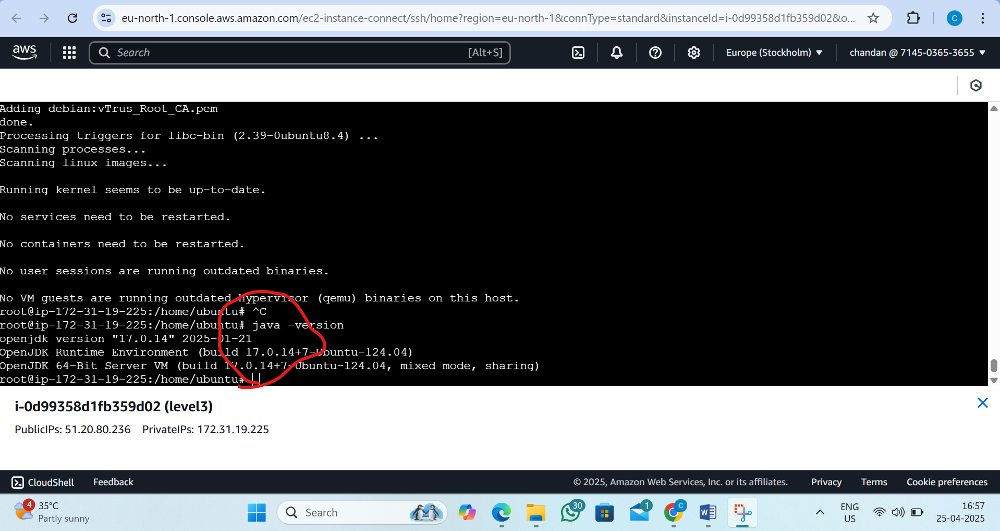 eu-north-1.console.aws.amazon.com/ec2-instance-connect/ssh/home?region=eu-north-1&connType=standard&instanceId=i-0d99358d1fb359d02&o...
C
aws
Search
[Alt+S]
Europe (Stockholm)
chandan @ 7145-0365-3655
Adding debian:vTrus_Root_CA.pem
done.
Processing triggers for libc-bin (2.39-0ubuntu8.4) ...
Scanning processes...
Scanning linux images...
Running kernel seems to be up-to-date.
No services need to be restarted.
No containers need to be restarted.
No user sessions are running outdated binaries.
No VM guests are running outdated hypervisor (qemu) binaries on this host.
root@ip-172-31-19-225:/home/ubuntu# ^C
root@ip-172-31-19-225:/home/ubuntu# java -version
openjdk version "17.0.14" 2025-01-21
OpenJDK Runtime Environment (build 17.0.14+7-Ubuntu-124.04)
OpenJDK 64-Bit Server VM (build 17.0.14+7-Ubuntu-124.04, mixed mode, sharing)
root@ip-172-31-19-225:/home/ubuntu#
i-0d99358d1fb359d02 (level3)
PublicIPs: 51.20.80.236 PrivateIPs: 172.31.19.225
CloudShell Feedback
© 2025, Amazon Web Services, Inc. or its affiliates. Privacy Terms Cookie preferences
4
35°C
Partly sunny
Search
30
1
C
W
ENG
US
16:57
25-04-2025